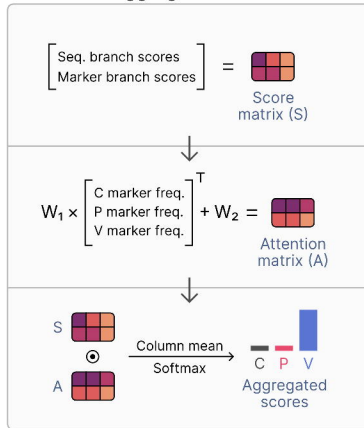 Seq. branch scores
Marker branch scores
=
Score
matrix (S)
W₁ ×
C marker freq.
P marker freq.
V marker freq.
T
+ W₂ =
Attention
matrix (A)
S
A
Column mean
Softmax
C P V
Aggregated
scores